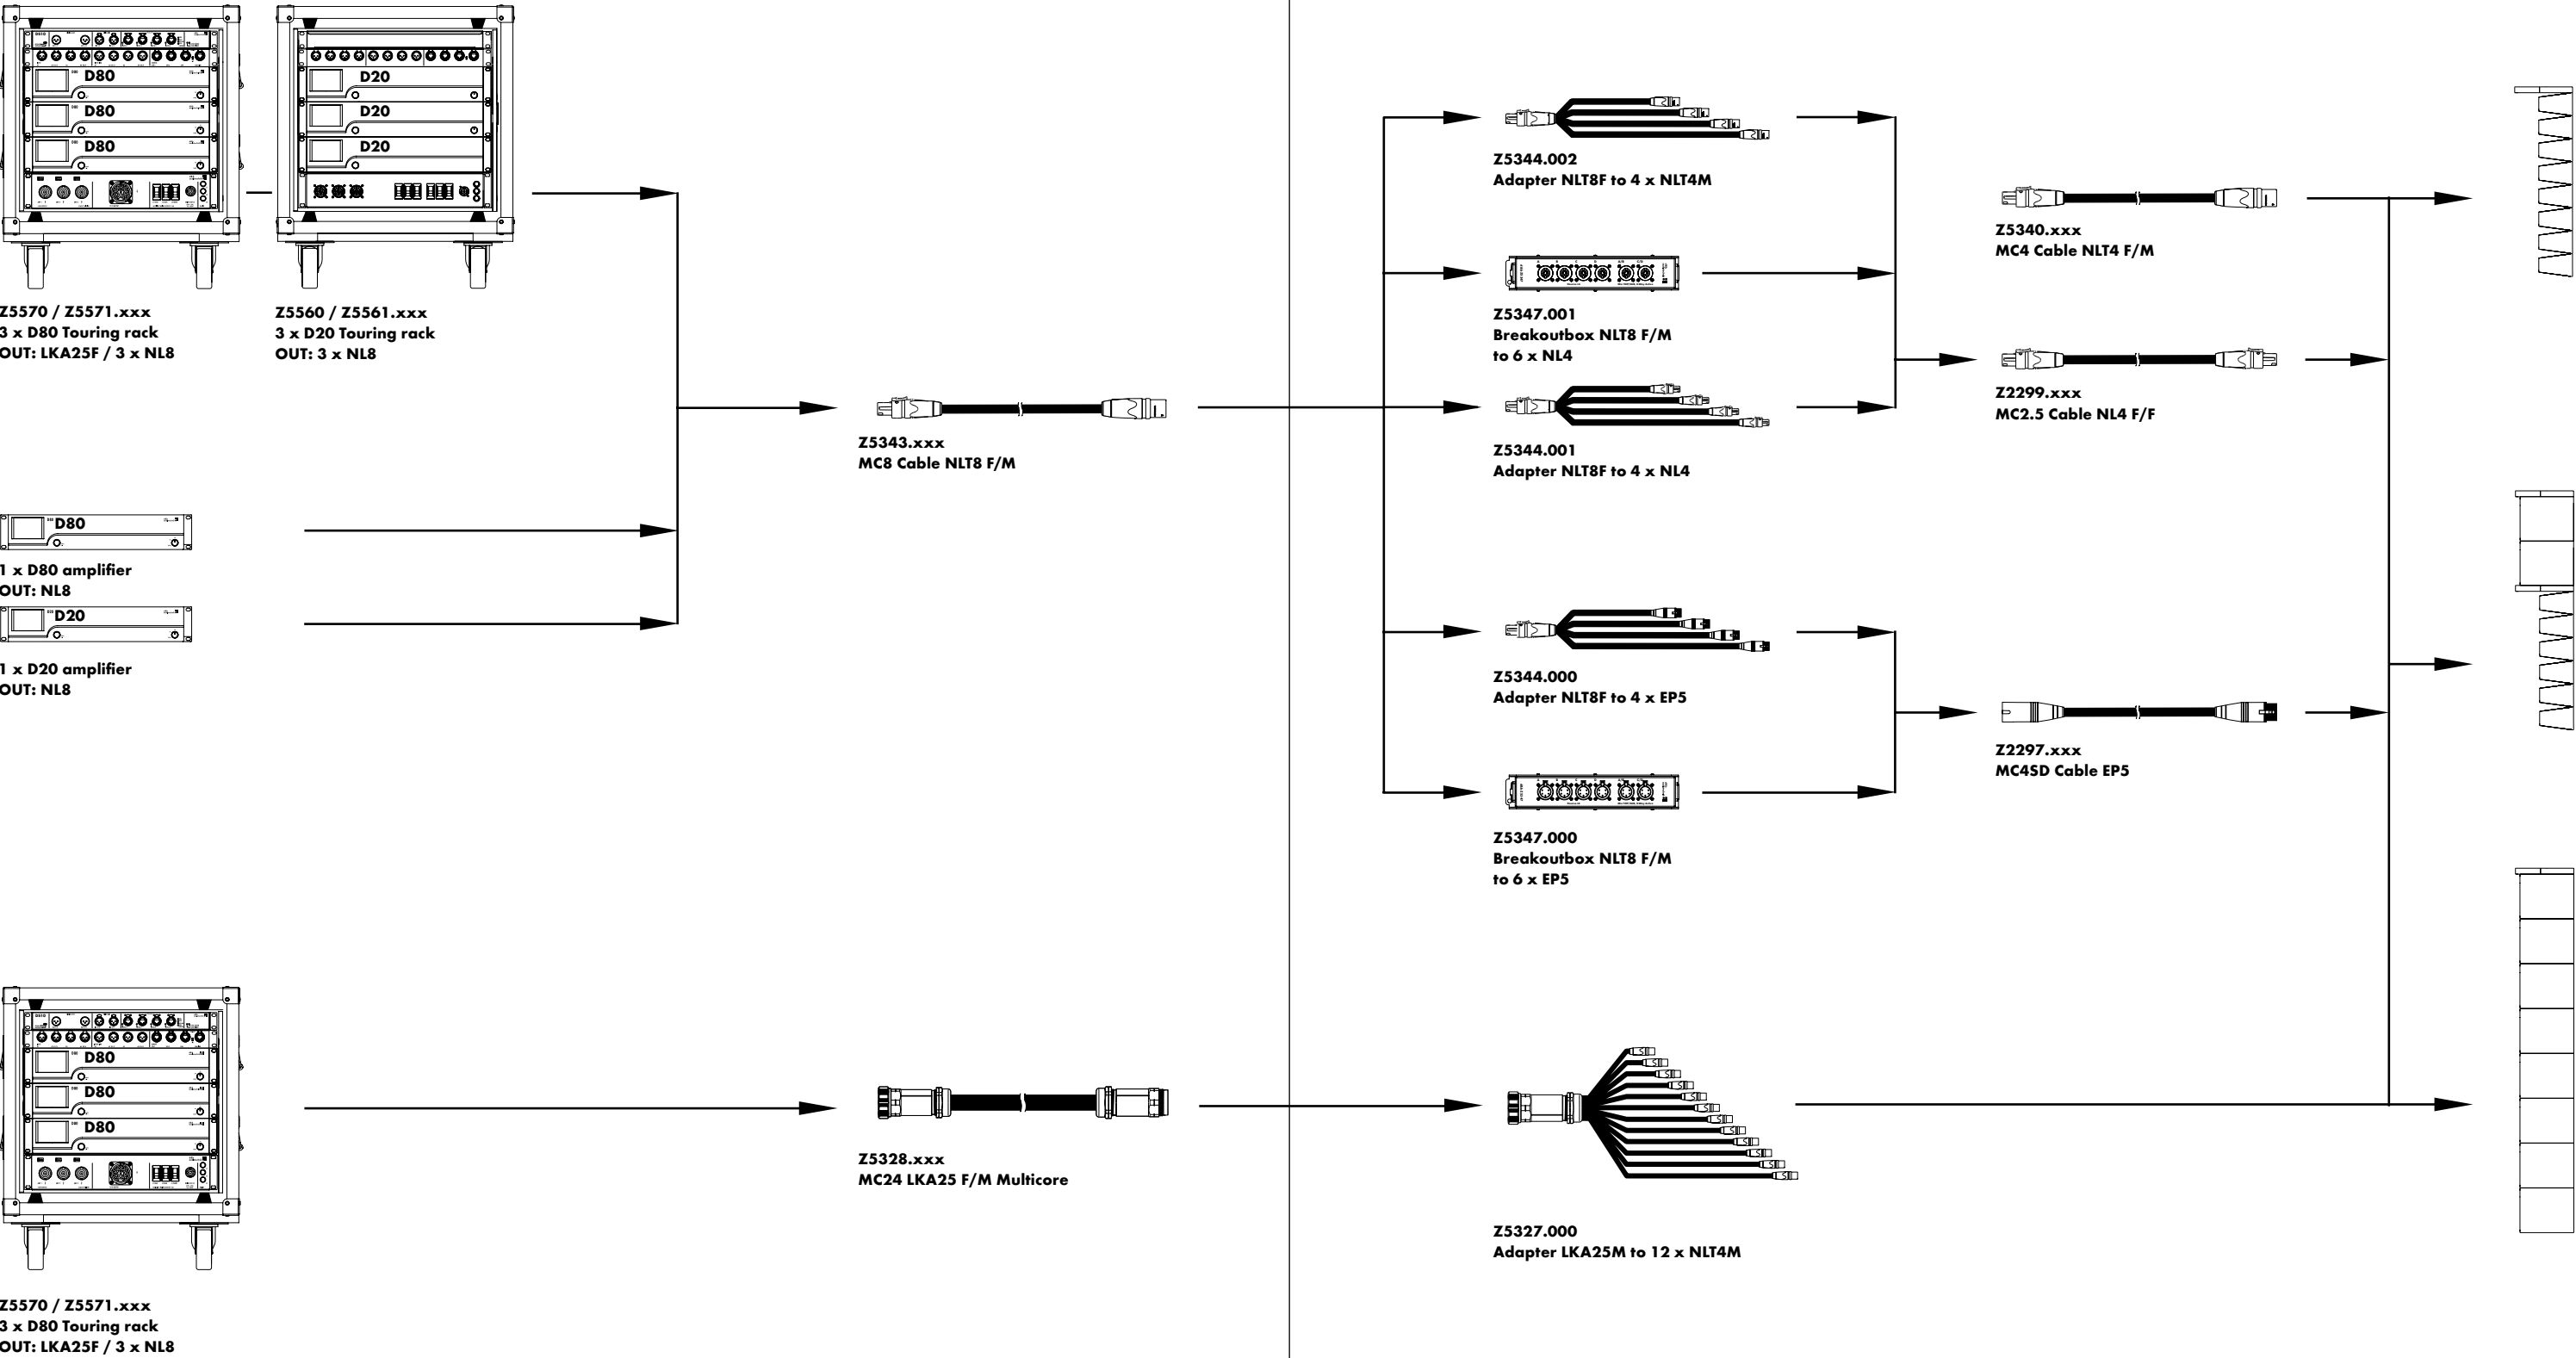 D80
D80
D80
Z5570 / Z5571.xxx
3 x D80 Touring rack
OUT: LKA25F / 3 x NL8
D20
D20
D20
Z5560 / Z5561.xxx
3 x D20 Touring rack
OUT: 3 x NL8
D80
1 x D80 amplifier
OUT: NL8
D20
1 x D20 amplifier
OUT: NL8
Z5343.xxx
MC8 Cable NLT8 F/M
Z5344.002
Adapter NLT8F to 4 x NLT4M
Z5347.001
Breakoutbox NLT8 F/M
to 6 x NL4
Z5344.001
Adapter NLT8F to 4 x NL4
Z5344.000
Adapter NLT8F to 4 x EP5
Z5347.000
Breakoutbox NLT8 F/M
to 6 x EP5
Z5340.xxx
MC4 Cable NLT4 F/M
Z2299.xxx
MC2.5 Cable NL4 F/F
Z2297.xxx
MC4SD Cable EP5
D80
D80
D80
Z5570 / Z5571.xxx
3 x D80 Touring rack
OUT: LKA25F / 3 x NL8
Z5328.xxx
MC24 LKA25 F/M Multicore
Z5327.000
Adapter LKA25M to 12 x NLT4M